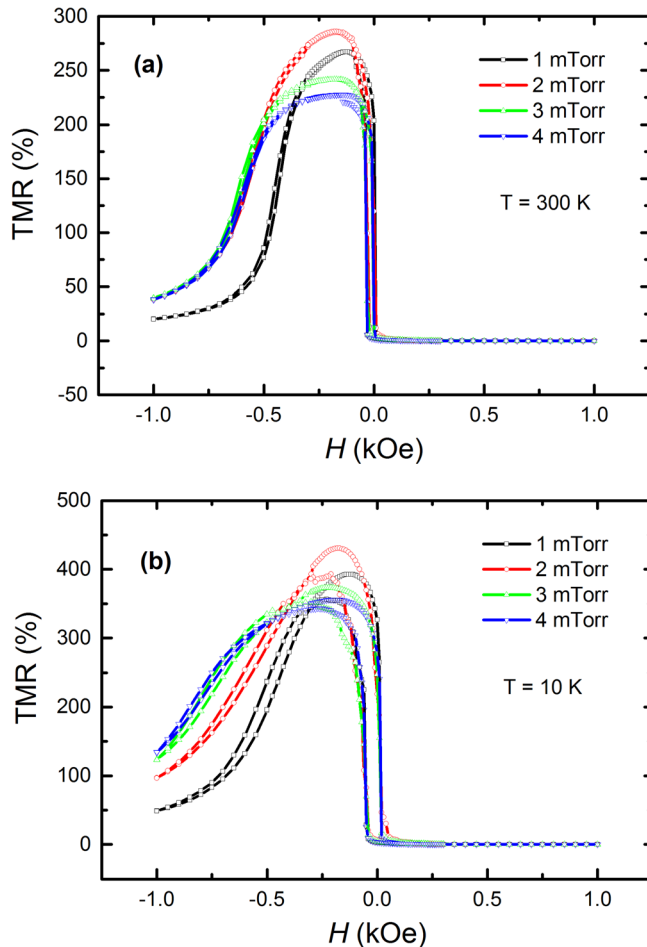 300
250
200
150
100
50
0
-50
TMR (%)
(a)
1 mTorr
2 mTorr
3 mTorr
4 mTorr
T = 300 K
-1.0
-0.5
0.0
0.5
1.0
H (kOe)
500
400
300
200
100
0
TMR (%)
(b)
1 mTorr
2 mTorr
3 mTorr
4 mTorr
T = 10 K
-1.0
-0.5
0.0
0.5
1.0
H (kOe)